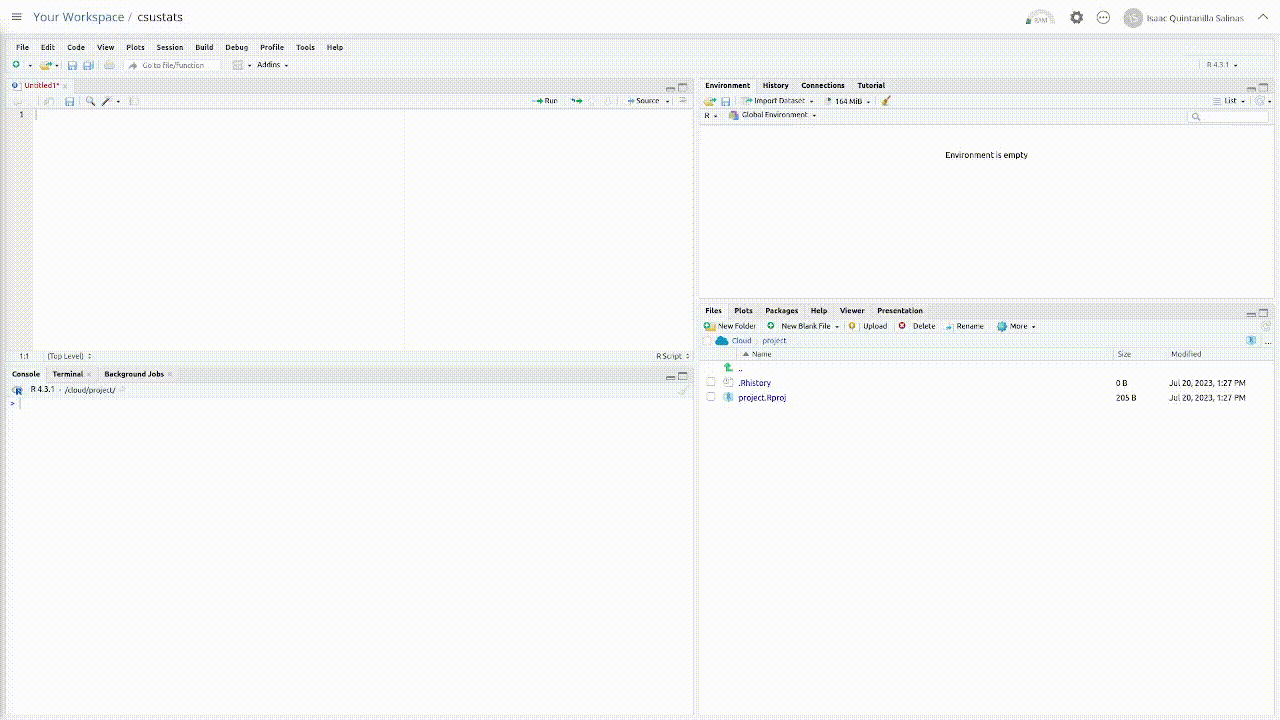 Your Workspace / csustats
RAM
Isaac Quintanilla Salinas
File Edit Code View Plots Session Build Debug Profile Tools Help
Go to file/function
Addins
R 4.3.1
Untitled1*
Run
Source
1
1:1
(Top Level)
R Script
Console Terminal Background Jobs
R 4.3.1 · /cloud/project/
>
Environment History Connections Tutorial
Import Dataset
164 MiB
List
R
Global Environment
Environment is empty
Files Plots Packages Help Viewer Presentation
New Folder New Blank File Upload Delete Rename More
Cloud project
...
Name Size Modified
..
.Rhistory 0 B Jul 20, 2023, 1:27 PM
project.Rproj 205 B Jul 20, 2023, 1:27 PM